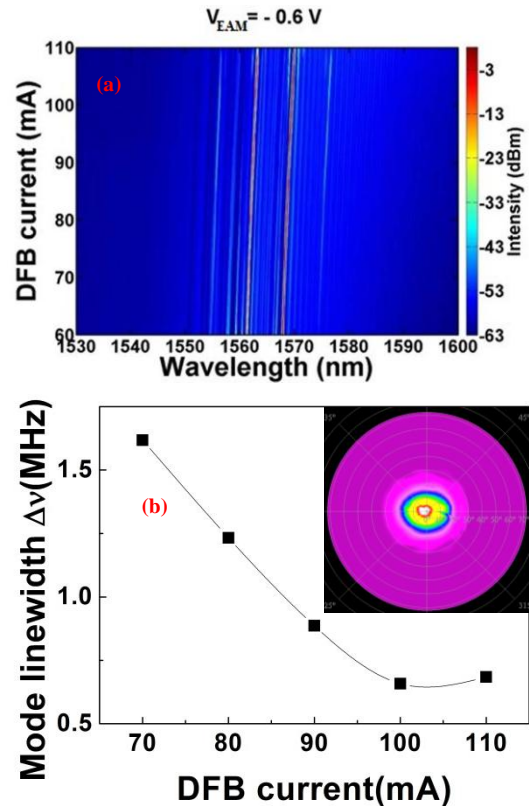 V_EAM = - 0.6 V
(a)
DFB current (mA)
110
100
90
80
70
60
1530 1540 1550 1560 1570 1580 1590 1600
Wavelength (nm)
-3
-13
-23
-33
-43
-53
-63
Intensity (dBm)
(b)
Mode linewidth Δν(MHz)
1.5
1.0
0.5
70 80 90 100 110
DFB current(mA)